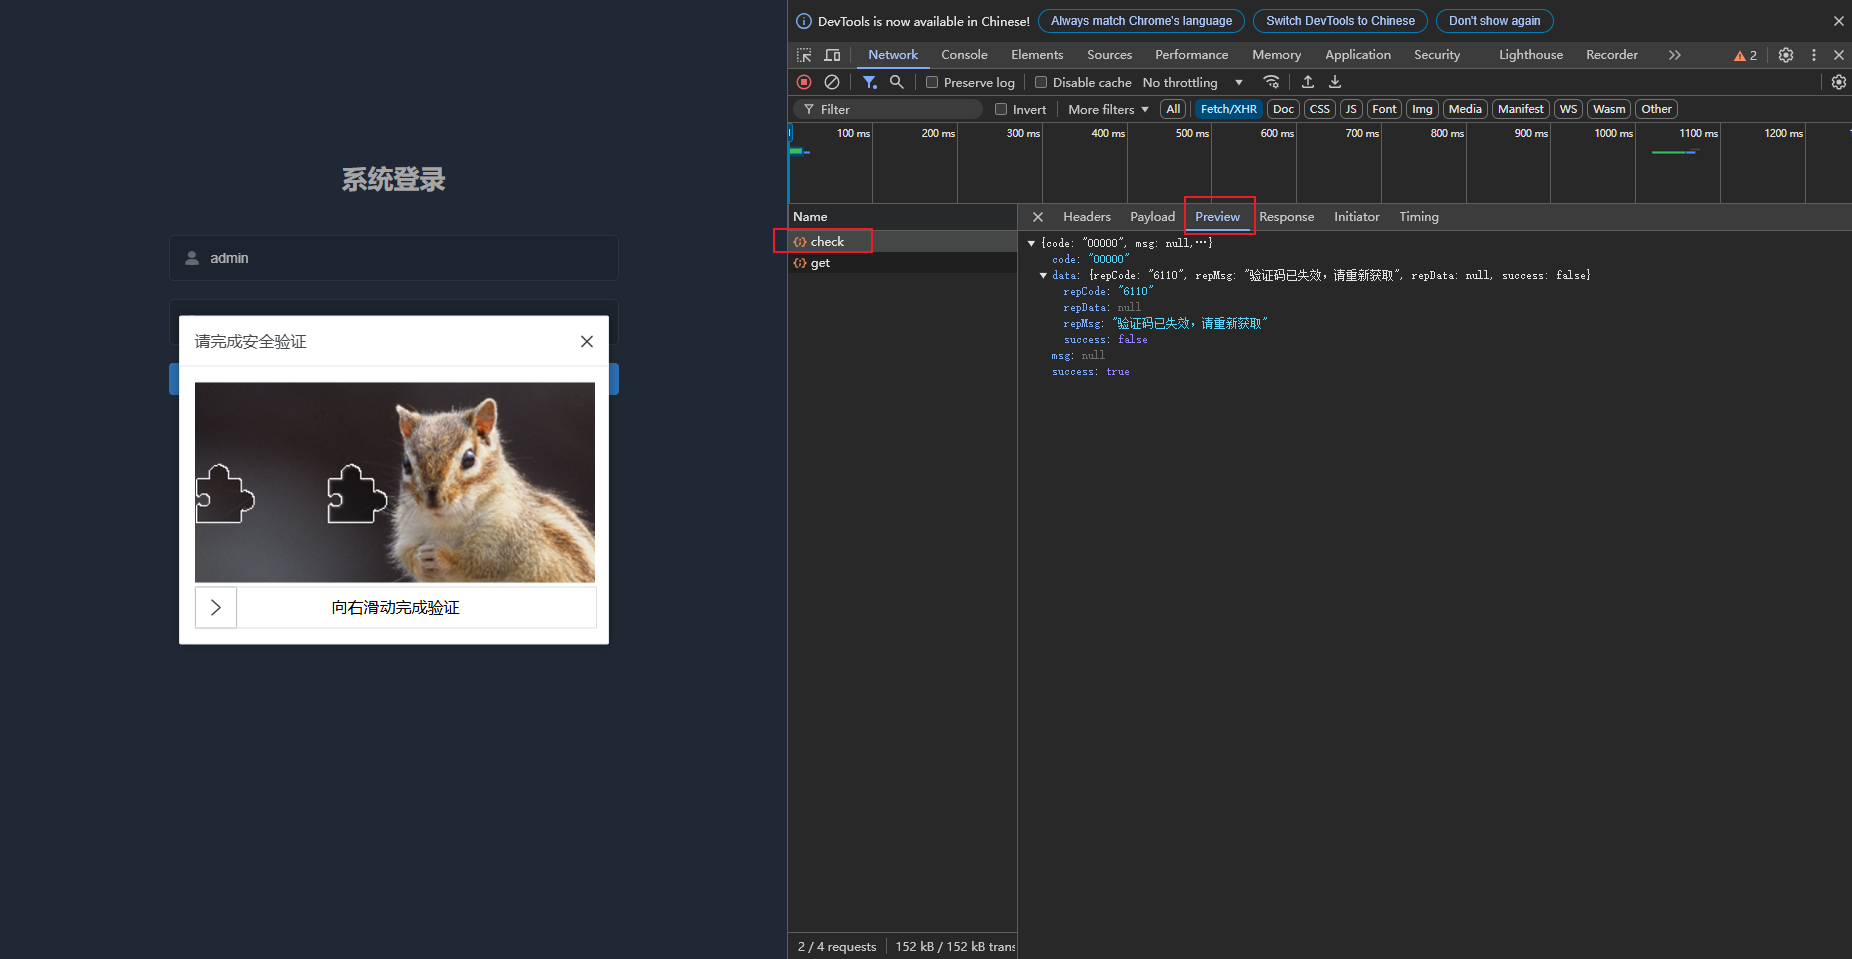 系统登录
admin
请完成安全验证
向右滑动完成验证
DevTools is now available in Chinese!
Always match Chrome's language
Switch DevTools to Chinese
Don't show again
Network Console Elements Sources Performance Memory Application Security Lighthouse Recorder 2
Preserve log Disable cache No throttling
Filter Invert More filters All Fetch/XHR Doc CSS JS Font Img Media Manifest WS Wasm Other
100 ms 200 ms 300 ms 400 ms 500 ms 600 ms 700 ms 800 ms 900 ms 1000 ms 1100 ms 1200 ms
Name
check
get
Headers Payload Preview Response Initiator Timing
{code: "00000", msg: null,…}
code: "00000"
data: {repCode: "6110", repMsg: "验证码已失效，请重新获取", repData: null, success: false}
repCode: "6110"
repData: null
repMsg: "验证码已失效，请重新获取"
success: false
msg: null
success: true
2 / 4 requests 152 kB / 152 kB trans